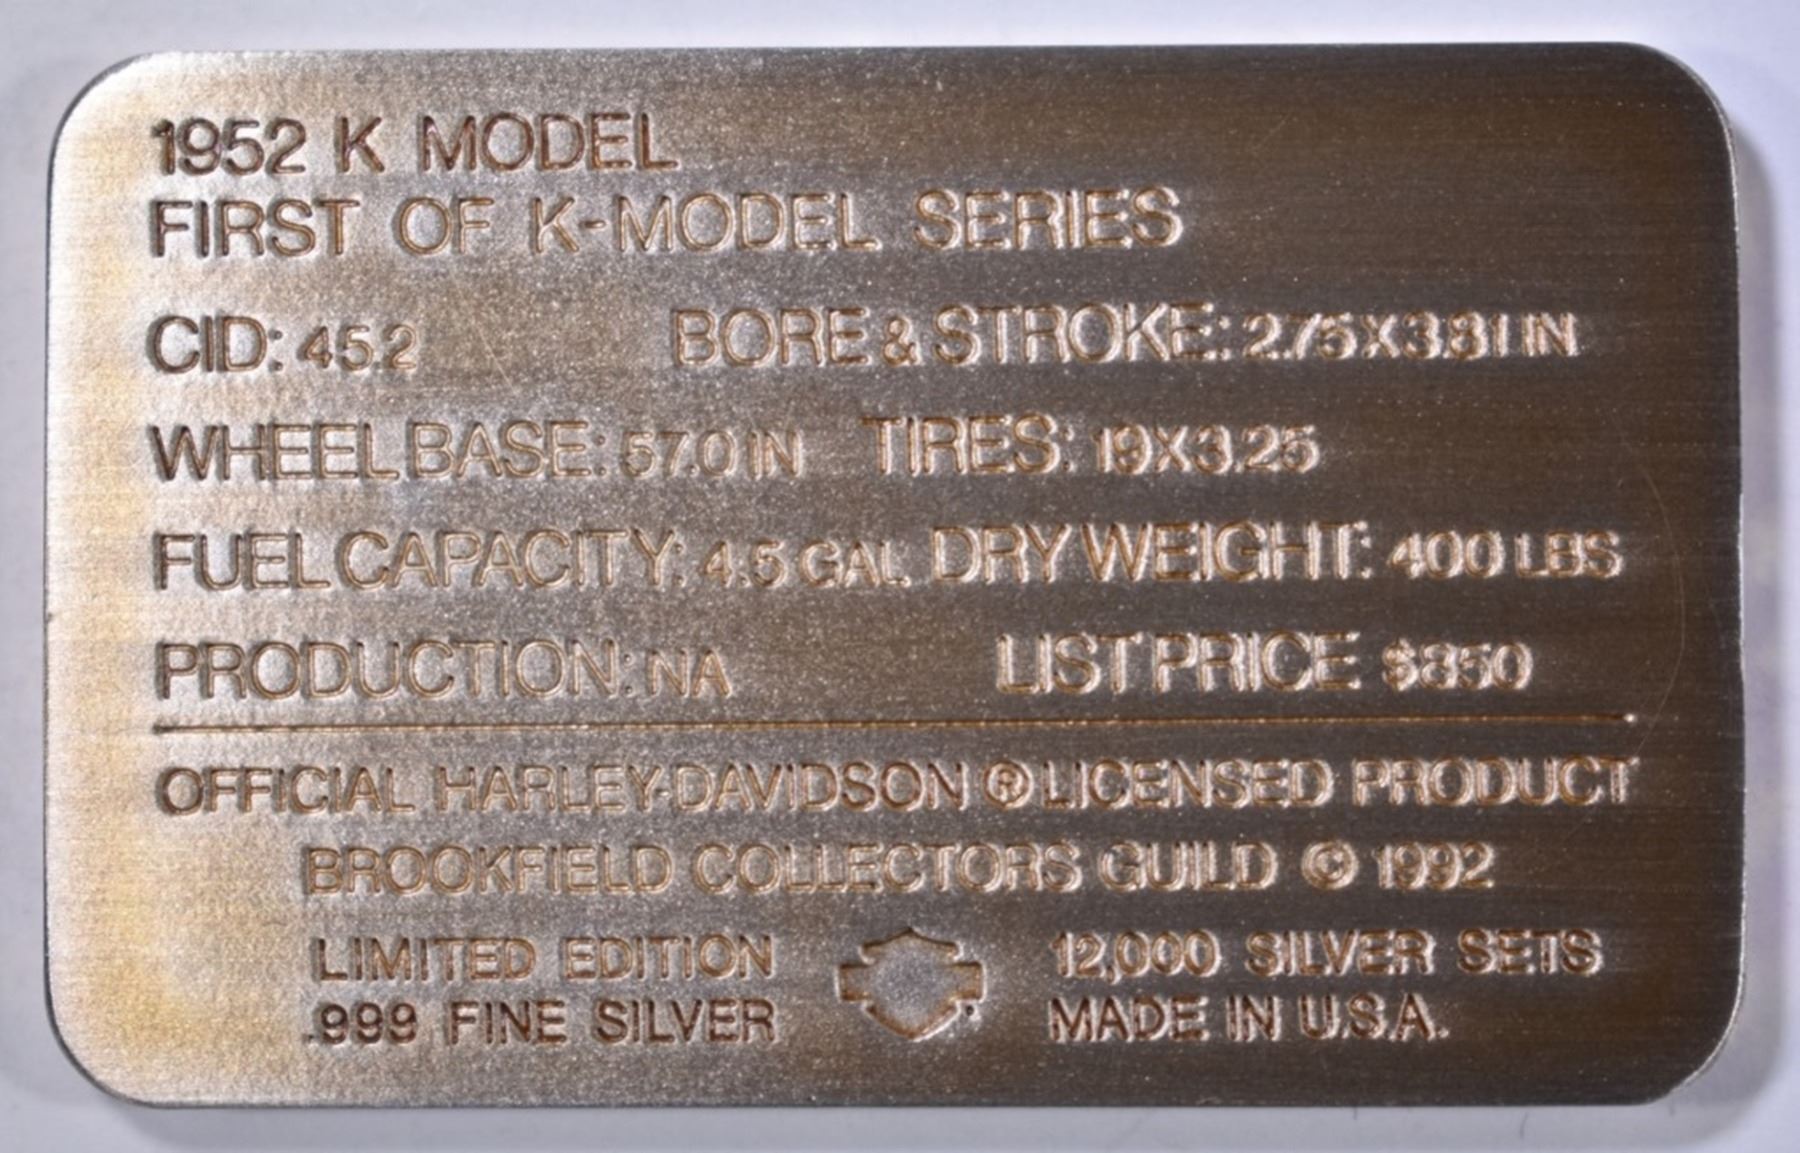 1952 K MODEL
FIRST OF K-MODEL SERIES
CID: 45.2 BORE & STROKE: 2.75X3.81 IN
WHEEL BASE: 57.0 IN TIRES: 19X3.25
FUEL CAPACITY: 4.5 GAL DRY WEIGHT: 400 LBS
PRODUCTION: NA LIST PRICE $850
OFFICIAL HARLEY-DAVIDSON ® LICENSED PRODUCT
BROOKFIELD COLLECTORS GUILD © 1992
LIMITED EDITION 12,000 SILVER SETS
.999 FINE SILVER MADE IN U.S.A.